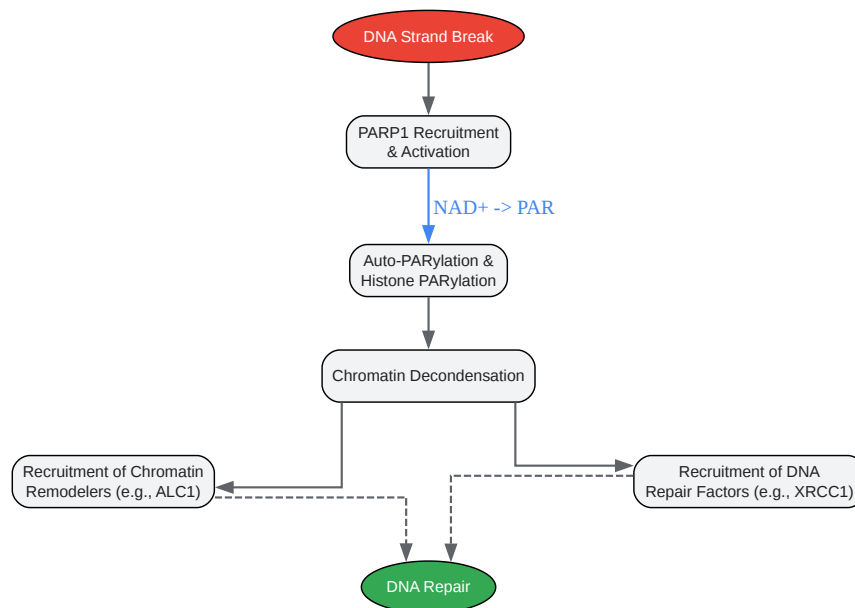 DNA Strand Break
PARP1 Recruitment
& Activation
NAD+ -> PAR
Auto-PARylation &
Histone PARylation
Chromatin Decondensation
Recruitment of Chromatin
Remodelers (e.g., ALC1)
Recruitment of DNA
Repair Factors (e.g., XRCC1)
DNA Repair